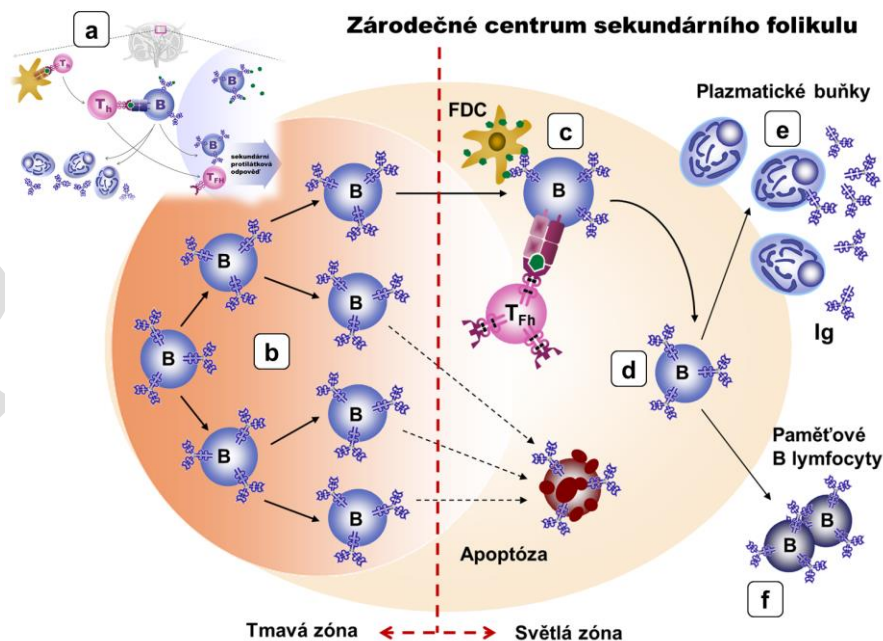 Zárodečné centrum sekundárního folikulu
a
Th
Th
B
B
B
TFH
sekundární
protilátková
odpověď
FDC
c
B
TFh
B
B
B
B
B
B
B
b
d
B
Plazmatické buňky
e
Ig
Paměťové
B lymfocyty
B
B
f
Apoptóza
Tmavá zóna
Světlá zóna